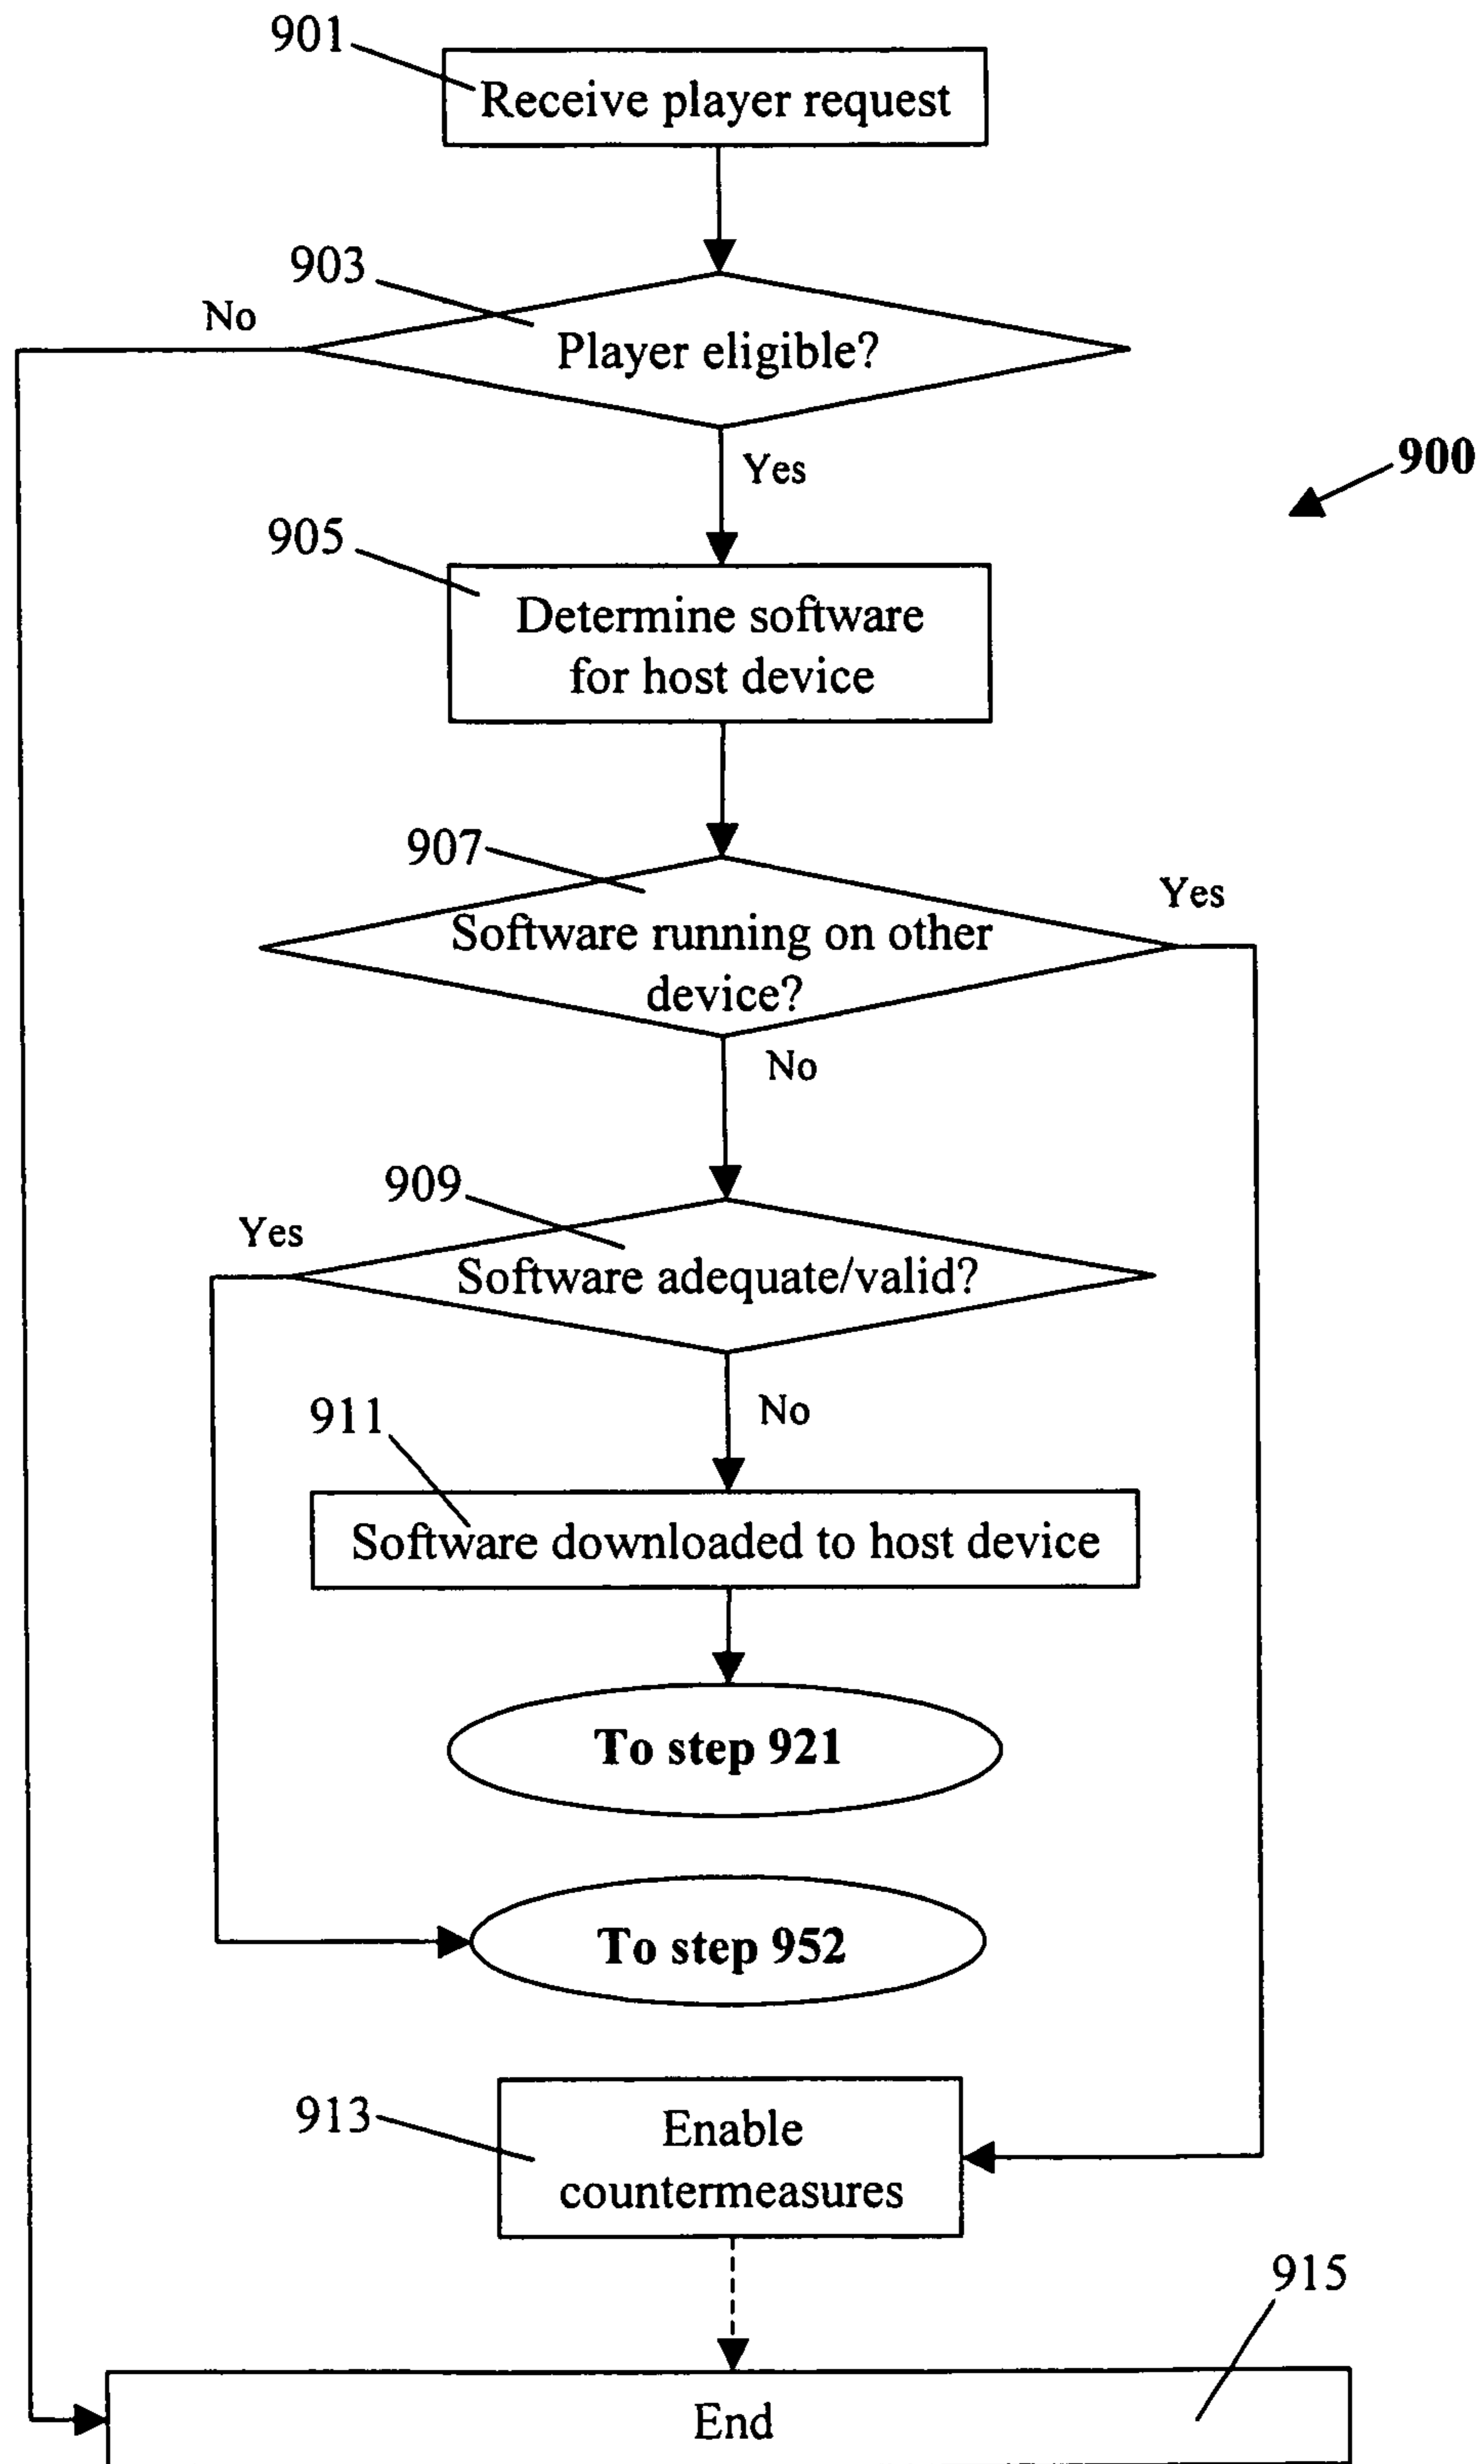 901
Receive player request
903
No
Player eligible?
Yes
900
905
Determine software
for host device
907
Yes
Software running on other
device?
No
909
Yes
Software adequate/valid?
No
911
Software downloaded to host device
To step 921
To step 952
913
Enable
countermeasures
915
End